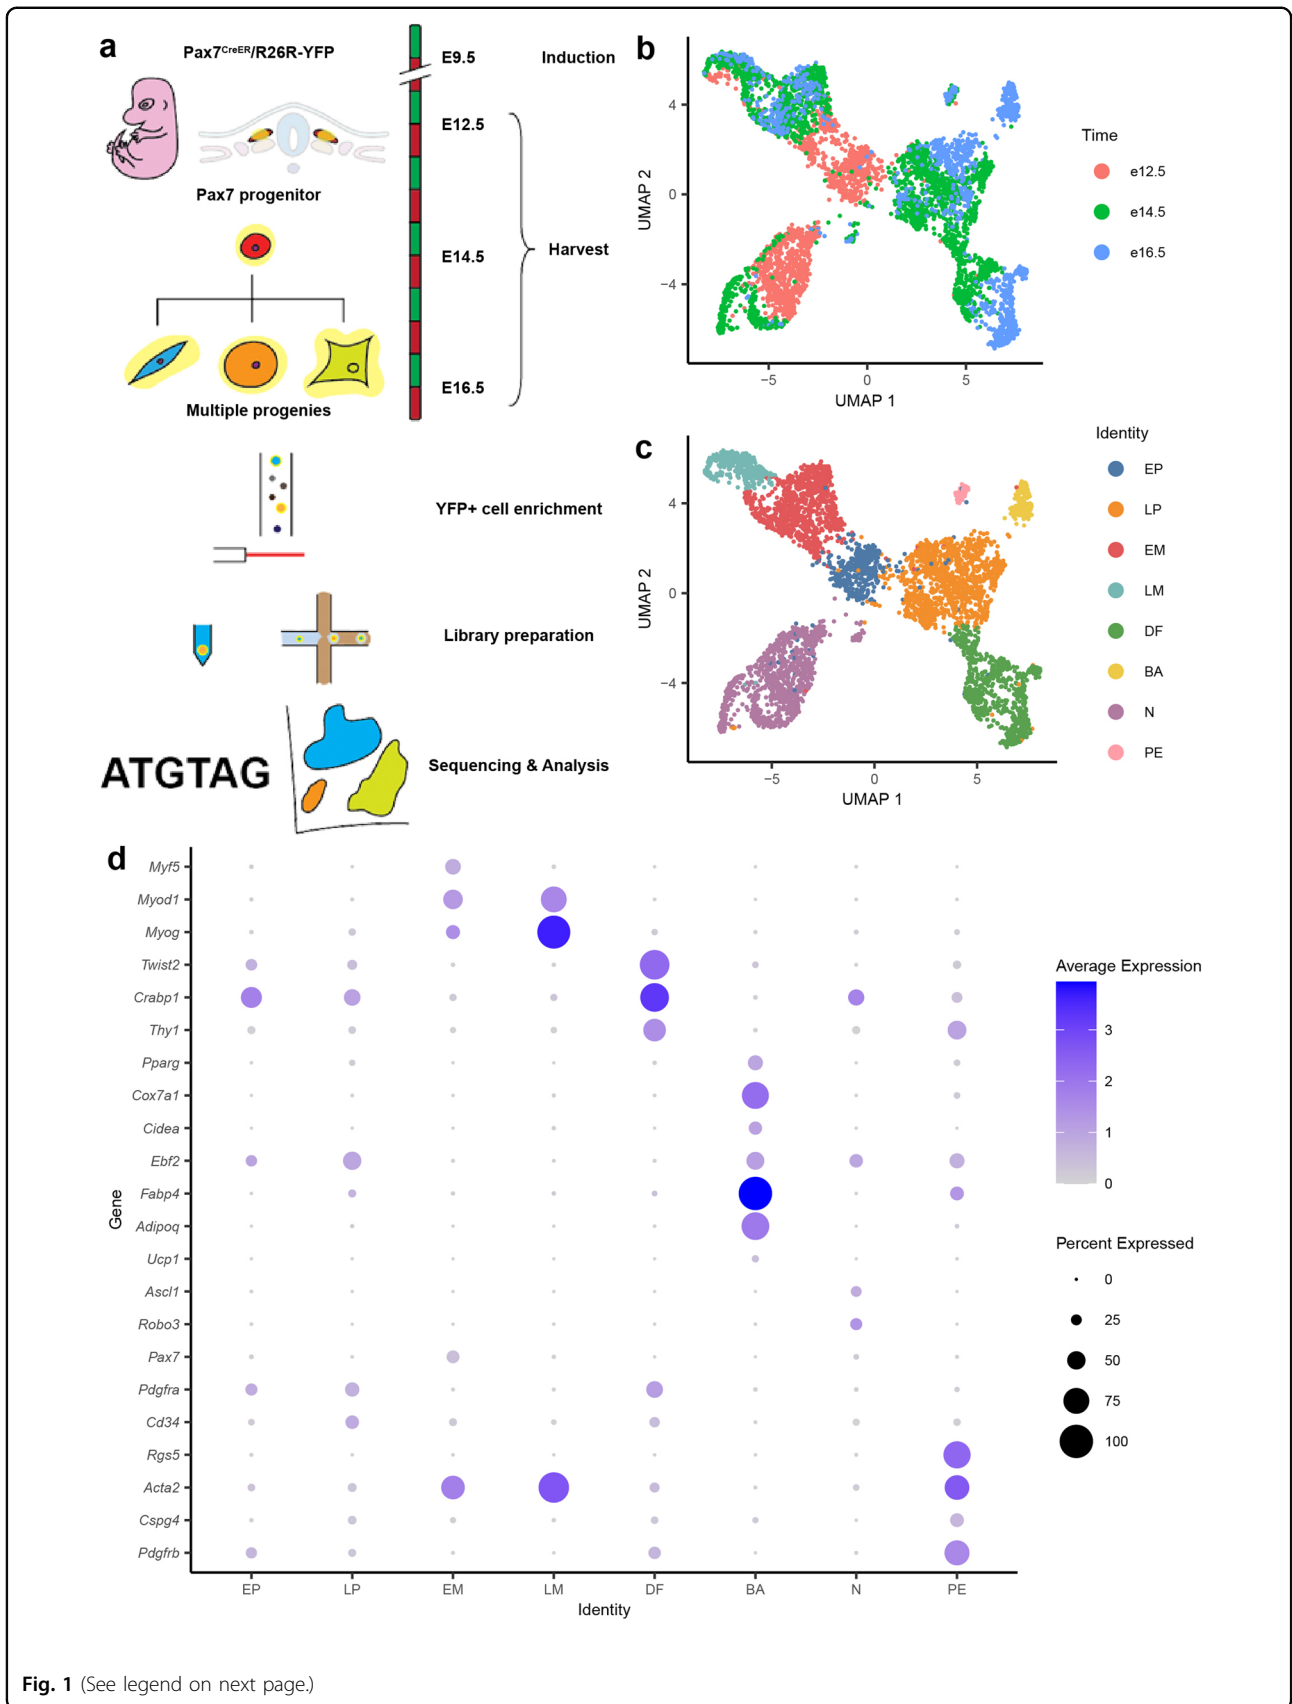 a
Pax7CreER/R26R-YFP
E9.5
Induction
E12.5
Pax7 progenitor
E14.5
Harvest
E16.5
Multiple progenies
YFP+ cell enrichment
Library preparation
ATGTAG
Sequencing & Analysis
b
4
0
−4
UMAP 2
−5
0
5
UMAP 1
Time
e12.5
e14.5
e16.5
c
4
0
−4
UMAP 2
−5
0
5
UMAP 1
Identity
EP
LP
EM
LM
DF
BA
N
PE
d
Gene
Myf5
Myod1
Myog
Twist2
Crabp1
Thy1
Pparg
Cox7a1
Cidea
Ebf2
Fabp4
Adipoq
Ucp1
Ascl1
Robo3
Pax7
Pdgfra
Cd34
Rgs5
Acta2
Cspg4
Pdgfrb
EP LP EM LM DF BA N PE
Identity
Average Expression
3
2
1
0
Percent Expressed
0
25
50
75
100
Fig. 1 (See legend on next page.)